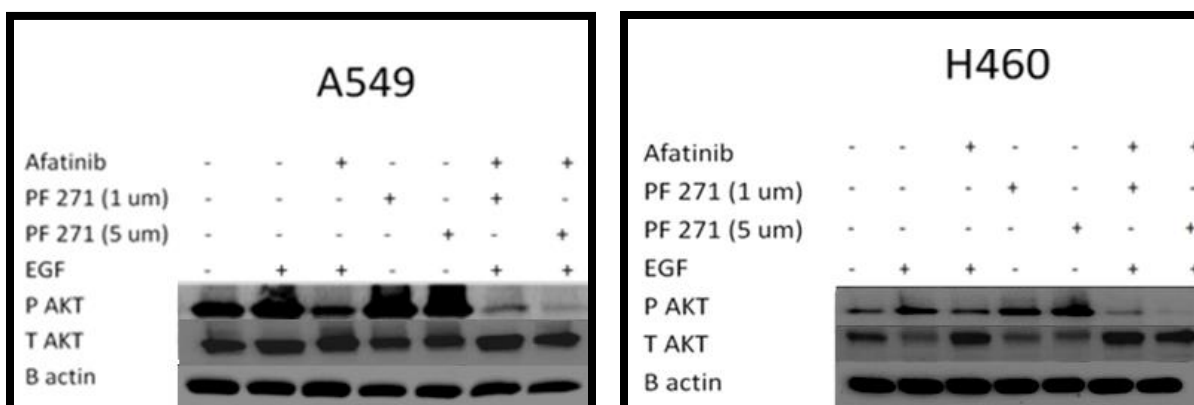 A549
Afatinib - - + - - + +
PF 271 (1 um) - - - + - + -
PF 271 (5 um) - - - - + - +
EGF - + + - - + +
P AKT
T AKT
B actin
H460
Afatinib - - + - - + +
PF 271 (1 um) - - - + - + -
PF 271 (5 um) - - - - + - +
EGF - + + - - + +
P AKT
T AKT
B actin